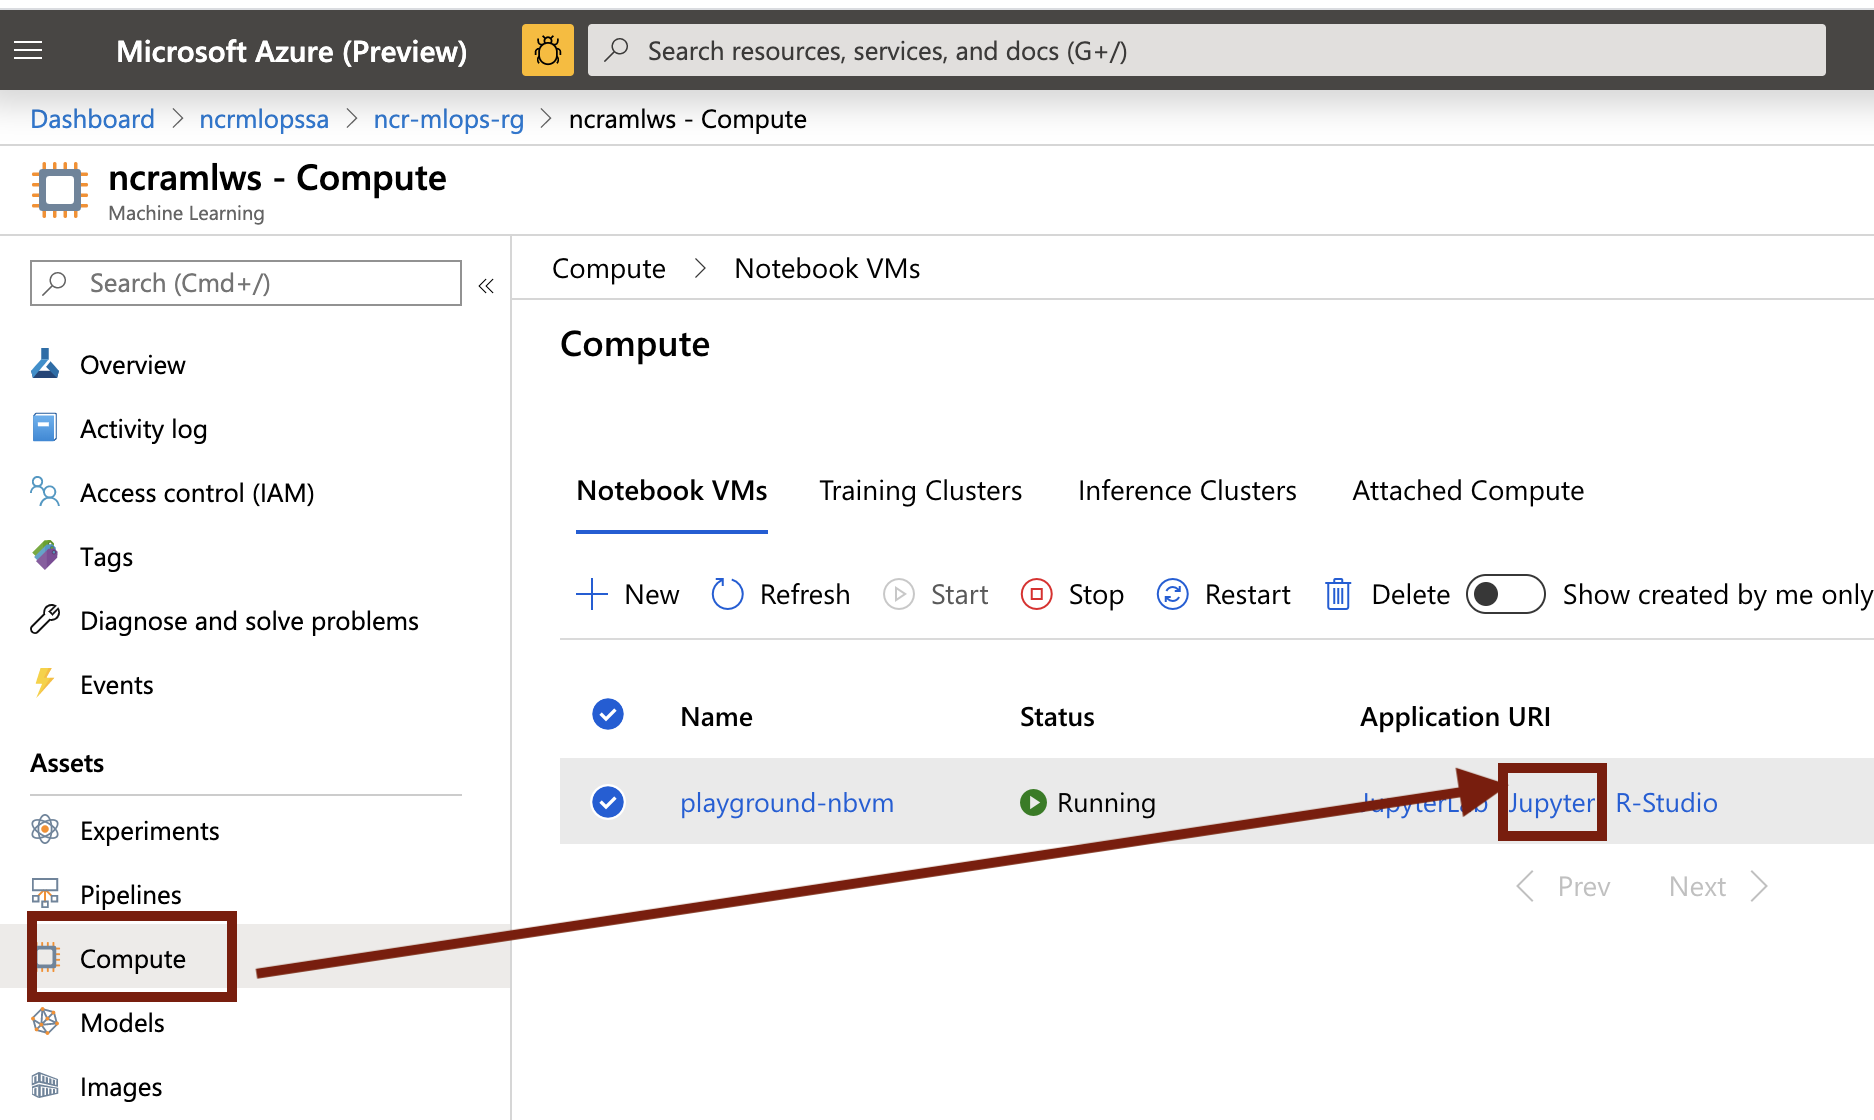 Microsoft Azure (Preview)
Search resources, services, and docs (G+/)
Dashboard > ncrmlopssa > ncr-mlops-rg > ncramlws - Compute
ncramlws - Compute
Machine Learning
Search (Cmd+/)
«
Overview
Activity log
Access control (IAM)
Tags
Diagnose and solve problems
Events
Assets
Experiments
Pipelines
Compute
Models
Images
Compute > Notebook VMs
Compute
Notebook VMs Training Clusters Inference Clusters Attached Compute
New Refresh Start Stop Restart Delete Show created by me only
Name Status Application URI
playground-nbvm Running JupyterLab Jupyter R-Studio
Prev Next